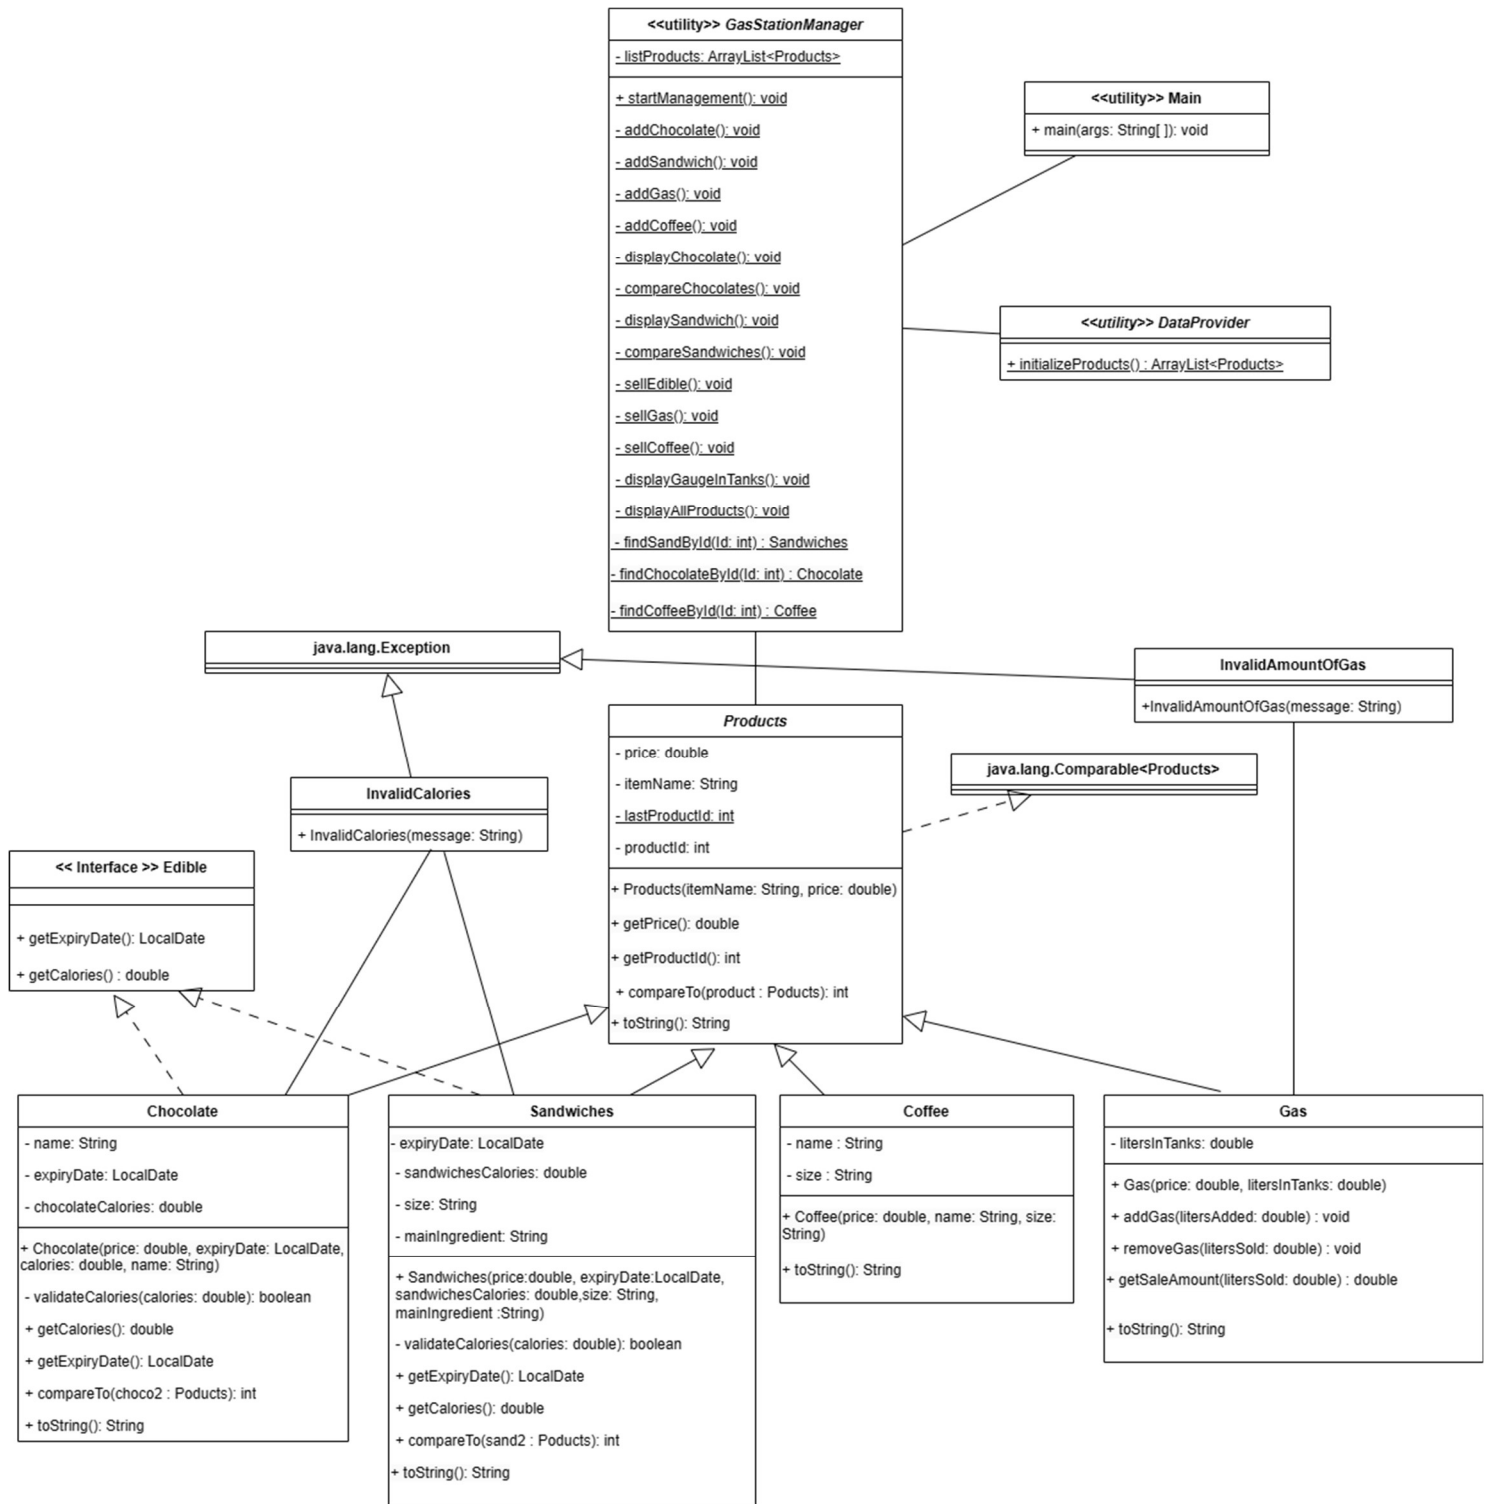 <<utility>> GasStationManager
- listProducts: ArrayList<Products>
+ startManagement(): void
- addChocolate(): void
- addSandwich(): void
- addGas(): void
- addCoffee(): void
- displayChocolate(): void
- compareChocolates(): void
- displaySandwich(): void
- compareSandwiches(): void
- sellEdible(): void
- sellGas(): void
- sellCoffee(): void
- displayGaugeInTanks(): void
- displayAllProducts(): void
- findSandById(Id: int) : Sandwiches
- findChocolateById(Id: int) : Chocolate
- findCoffeeById(Id: int) : Coffee
<<utility>> Main
+ main(args: String[ ]): void
<<utility>> DataProvider
+ initializeProducts() : ArrayList<Products>
java.lang.Exception
InvalidAmountOfGas
+InvalidAmountOfGas(message: String)
InvalidCalories
+ InvalidCalories(message: String)
Products
- price: double
- itemName: String
- lastProductId: int
- productId: int
+ Products(itemName: String, price: double)
+ getPrice(): double
+ getProductId(): int
+ compareTo(product : Poducts): int
+ toString(): String
java.lang.Comparable<Products>
<< Interface >> Edible
+ getExpiryDate(): LocalDate
+ getCalories() : double
Chocolate
- name: String
- expiryDate: LocalDate
- chocolateCalories: double
+ Chocolate(price: double, expiryDate: LocalDate,
calories: double, name: String)
- validateCalories(calories: double): boolean
+ getCalories(): double
+ getExpiryDate(): LocalDate
+ compareTo(choco2 : Poducts): int
+ toString(): String
Sandwiches
- expiryDate: LocalDate
- sandwichesCalories: double
- size: String
- mainIngredient: String
+ Sandwiches(price:double, expiryDate:LocalDate,
sandwichesCalories: double,size: String,
mainIngredient :String)
- validateCalories(calories: double): boolean
+ getExpiryDate(): LocalDate
+ getCalories(): double
+ compareTo(sand2 : Poducts): int
+ toString(): String
Coffee
- name : String
- size : String
+ Coffee(price: double, name: String, size:
String)
+ toString(): String
Gas
- litersInTanks: double
+ Gas(price: double, litersInTanks: double)
+ addGas(litersAdded: double) : void
+ removeGas(litersSold: double) : void
+ getSaleAmount(litersSold: double) : double
+ toString(): String